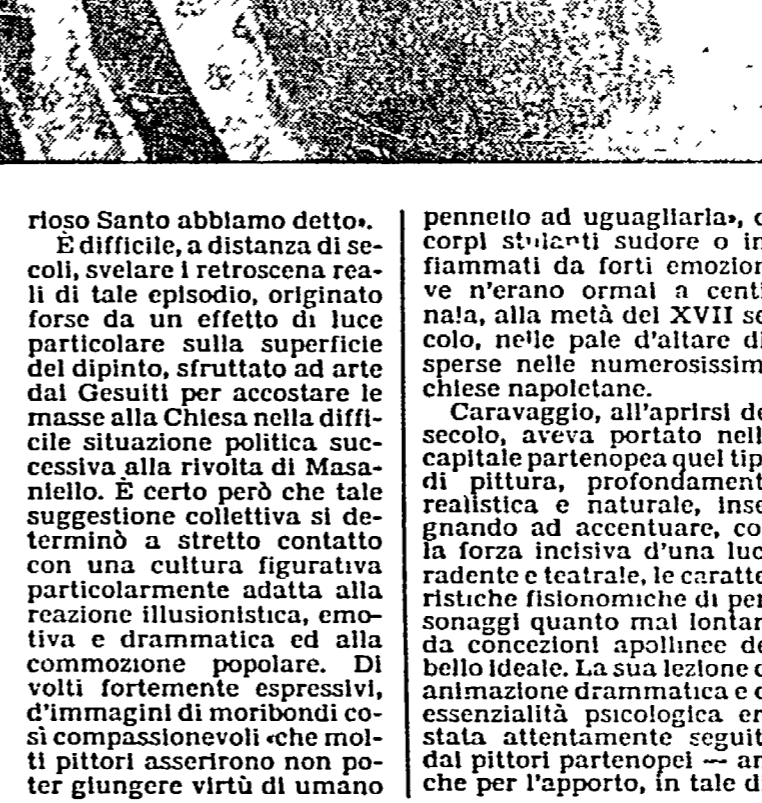 rioso Santo abbiamo detto».
È difficile, a distanza di se-
coli, svelare i retroscena rea-
li di tale episodio, originato
forse da un effetto di luce
particolare sulla superficie
del dipinto, sfruttato ad arte
dai Gesuiti per accostare le
masse alla Chiesa nella diffi-
cile situazione politica suc-
cessiva alla rivolta di Masa-
niello. È certo però che tale
suggestione collettiva si de-
terminò a stretto contatto
con una cultura figurativa
particolarmente adatta alla
reazione illusionistica, emo-
tiva e drammatica ed alla
commozione popolare. Di
volti fortemente espressivi,
d'immagini di moribondi co-
sì compassionevoli «che mol-
ti pittori asserirono non po-
ter giungere virtù di umano
pennello ad uguagliarla»,
corpi stillanti sudore o in
fiammati da forti emozion
ve n'erano ormai a centi
naia, alla metà del XVII se
colo, nelle pale d'altare di
sperse nelle numerosissim
chiese napoletane.
Caravaggio, all'aprirsi de
secolo, aveva portato nell
capitale partenopea quel tip
di pittura, profondament
realistica e naturale, inse
gnando ad accentuare, co
la forza incisiva d'una luc
radente e teatrale, le caratte
ristiche fisionomiche di per
sonaggi quanto mai lontan
da concezioni apollinee de
bello ideale. La sua lezione
animazione drammatica e
essenzialità psicologica er
stata attentamente seguit
dai pittori partenopei — an
che per l'apporto, in tale di